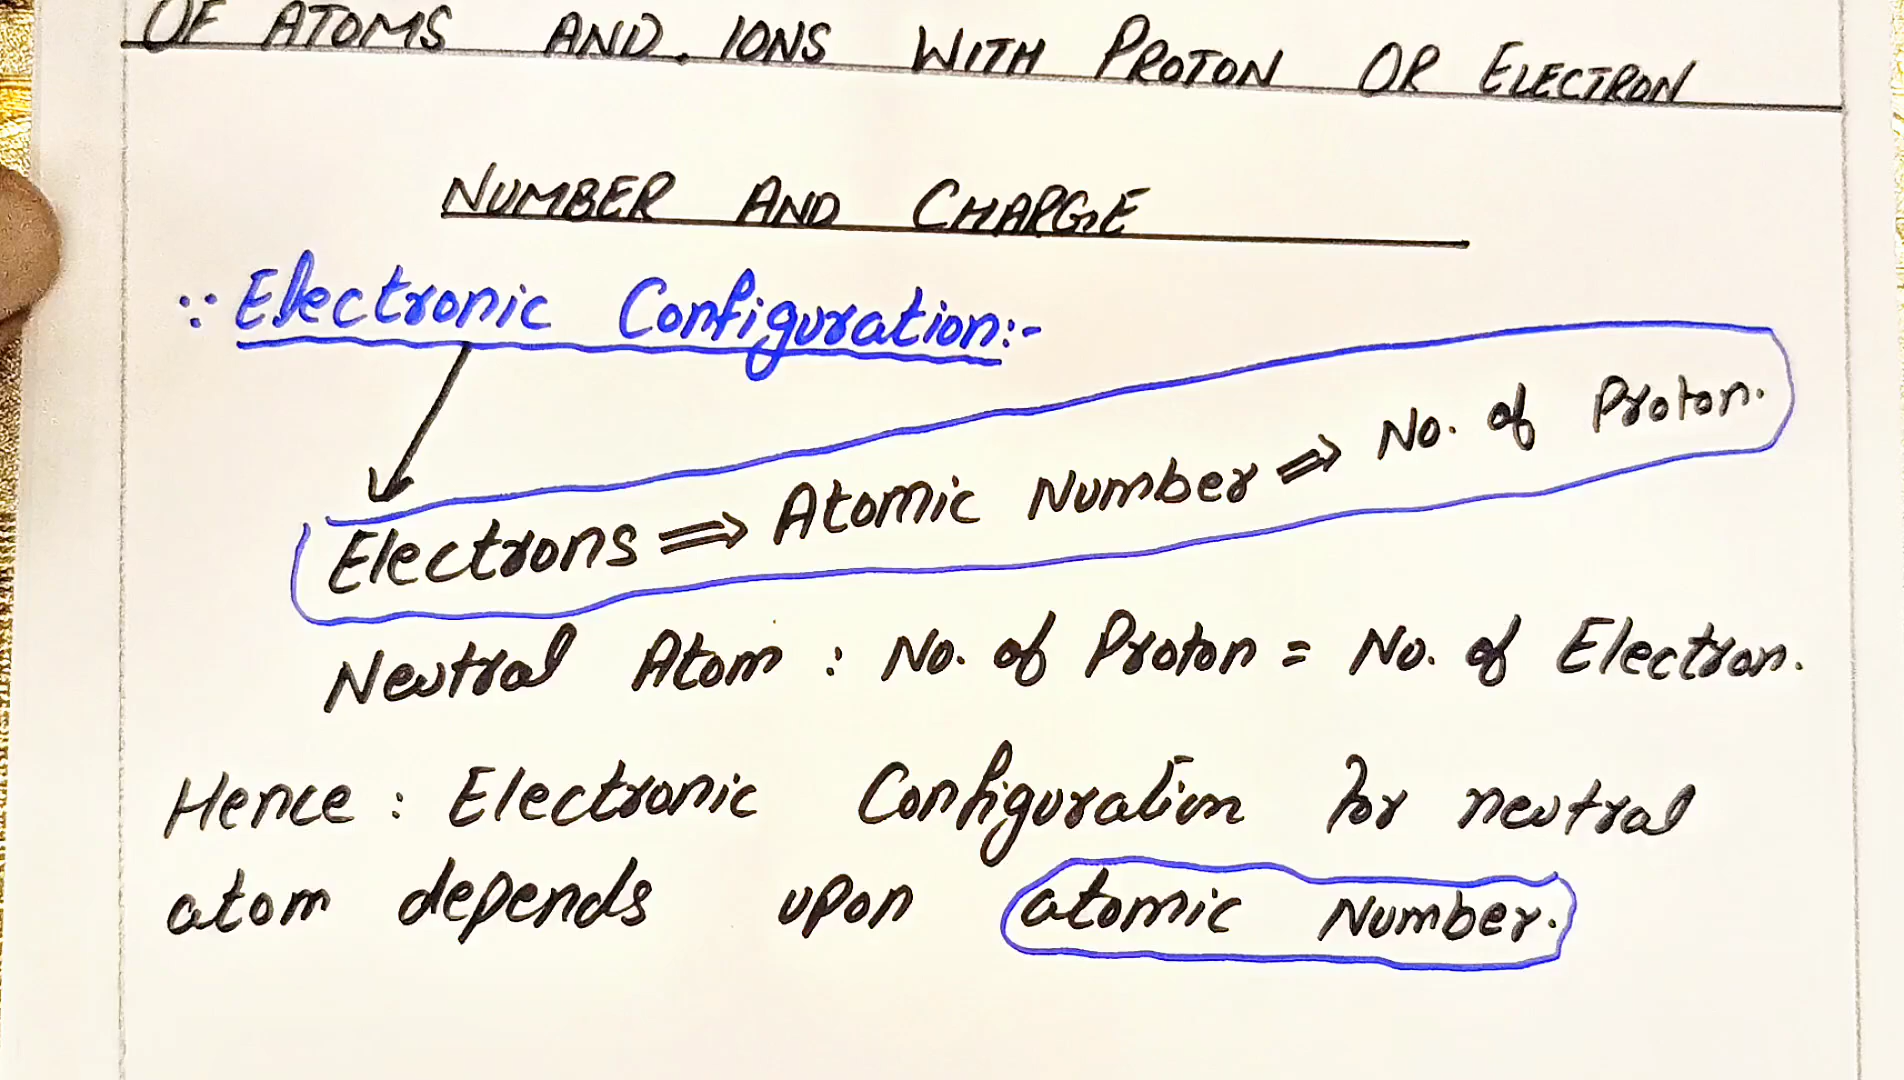 OF ATOMS AND IONS WITH PROTON OR ELECTRON
NUMBER AND CHARGE
Electronic Configuration:-
Electrons ⇒ Atomic Number ⇒ No. of Proton.
Neutral Atom : No. of Proton = No. of Electron.
Hence : Electronic Configuration for neutral
atom depends upon atomic Number.